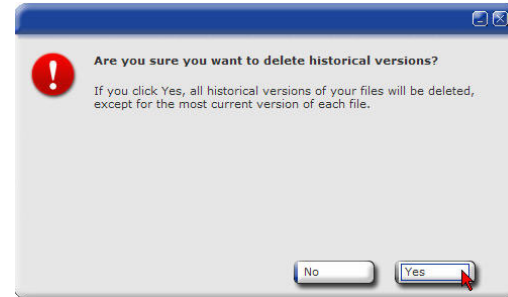 Are you sure you want to delete historical versions?
If you click Yes, all historical versions of your files will be deleted,
except for the most current version of each file.
No
Yes